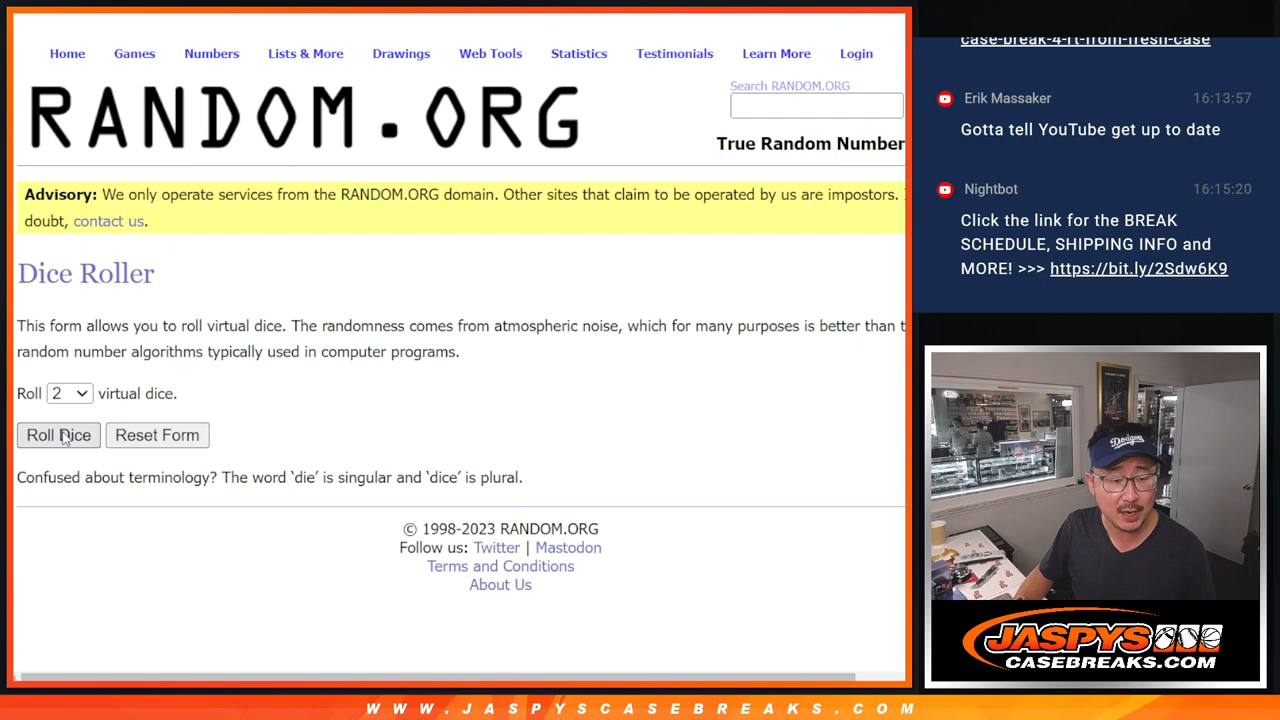 Home Games Numbers Lists & More Drawings Web Tools Statistics Testimonials Learn More Login
RANDOM.ORG
Search RANDOM.ORG
True Random Number
Advisory: We only operate services from the RANDOM.ORG domain. Other sites that claim to be operated by us are impostors.
doubt, contact us.
Dice Roller
This form allows you to roll virtual dice. The randomness comes from atmospheric noise, which for many purposes is better than t
random number algorithms typically used in computer programs.
Roll 2 virtual dice.
Roll Dice Reset Form
Confused about terminology? The word ‘die’ is singular and ‘dice’ is plural.
© 1998-2023 RANDOM.ORG
Follow us: Twitter | Mastodon
Terms and Conditions
About Us
case-break-4-rt-from-fresh-case
Erik Massaker 16:13:57
Gotta tell YouTube get up to date
Nightbot 16:15:20
Click the link for the BREAK
SCHEDULE, SHIPPING INFO and
MORE! >>> https://bit.ly/2Sdw6K9
Dodgers
JASPYS
CASEBREAKS.COM
WWW.JASPYSCASEBREAKS.COM